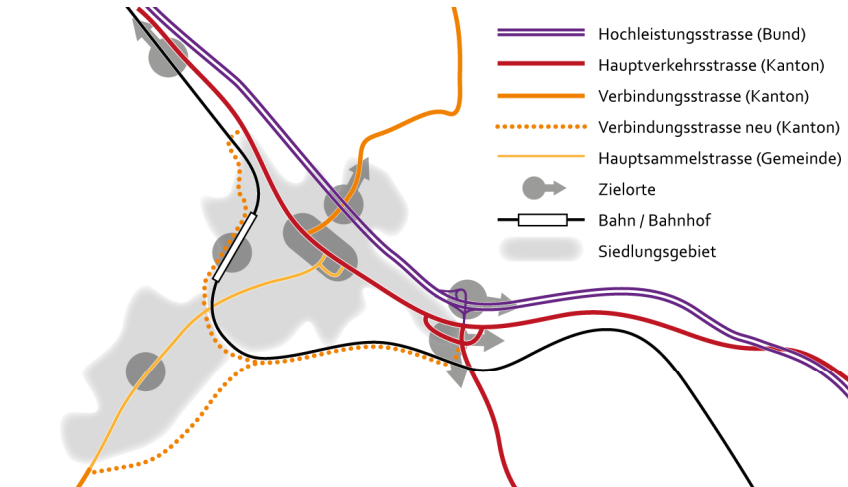 Hochleistungsstrasse (Bund)
Hauptverkehrsstrasse (Kanton)
Verbindungsstrasse (Kanton)
Verbindungsstrasse neu (Kanton)
Hauptsammelstrasse (Gemeinde)
Zielorte
Bahn / Bahnhof
Siedlungsgebiet